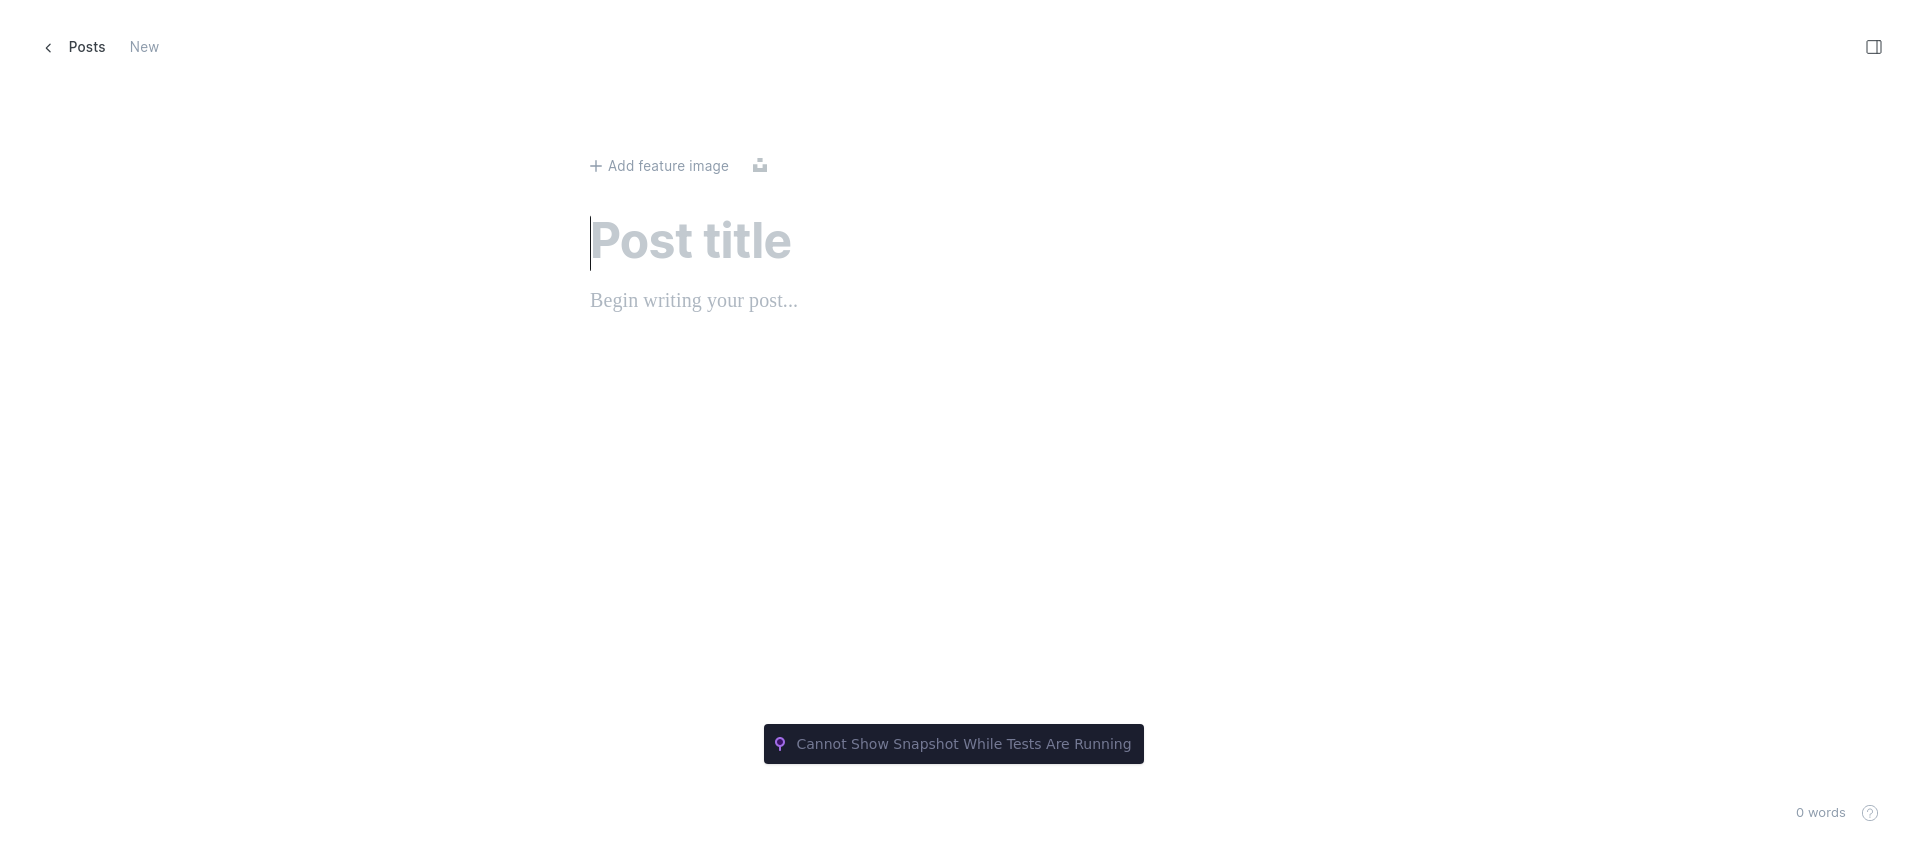 Posts New
Add feature image
Post title
Begin writing your post...
Cannot Show Snapshot While Tests Are Running
0 words ?